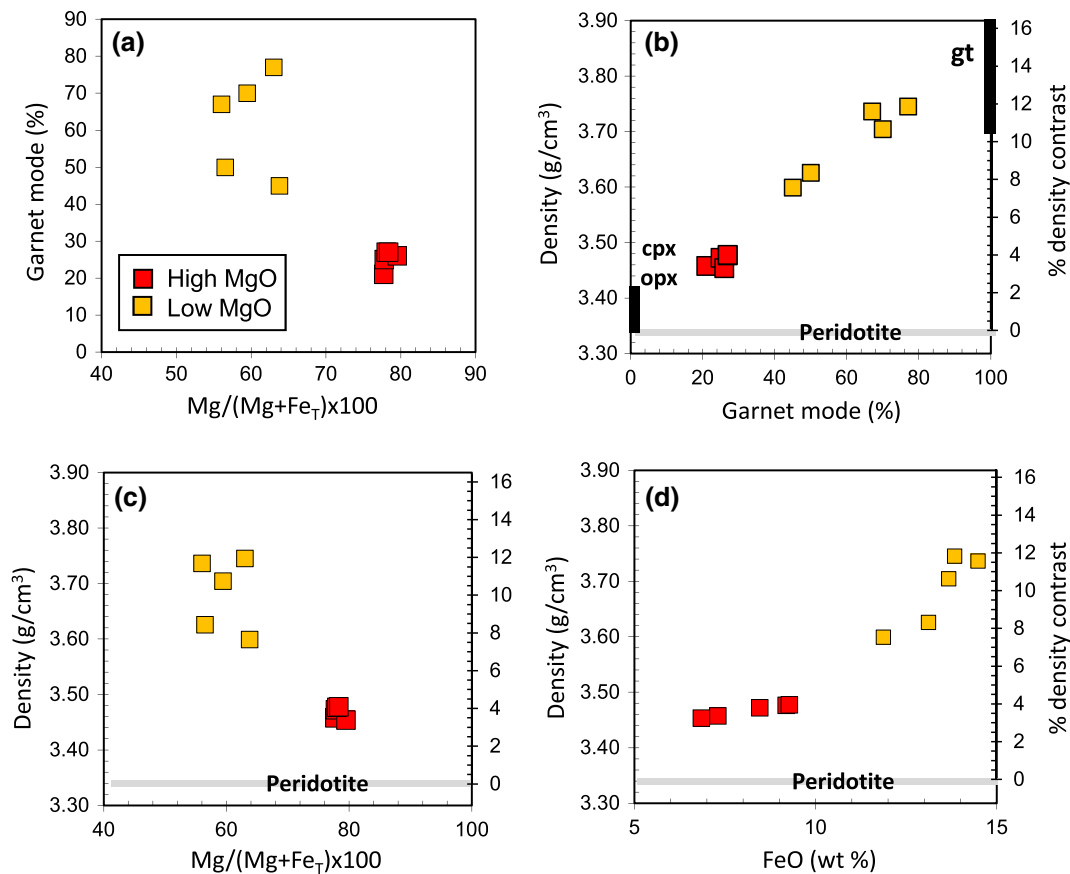 (a)
90
80
70
60
50
40
30
20
10
0
Garnet mode (%)
High MgO
Low MgO
40 50 60 70 80 90
Mg/(Mg+FeT)x100
(b)
3.90
3.80
3.70
3.60
3.50
3.40
3.30
Density (g/cm3)
gt
cpx
opx
Peridotite
16
14
12
10
8
6
4
2
0
% density contrast
0 20 40 60 80 100
Garnet mode (%)
(c)
3.90
3.80
3.70
3.60
3.50
3.40
3.30
Density (g/cm3)
Peridotite
16
14
12
10
8
6
4
2
0
40 60 80 100
Mg/(Mg+FeT)x100
(d)
3.90
3.80
3.70
3.60
3.50
3.40
3.30
Density (g/cm3)
Peridotite
16
14
12
10
8
6
4
2
0
% density contrast
5 10 15
FeO (wt %)